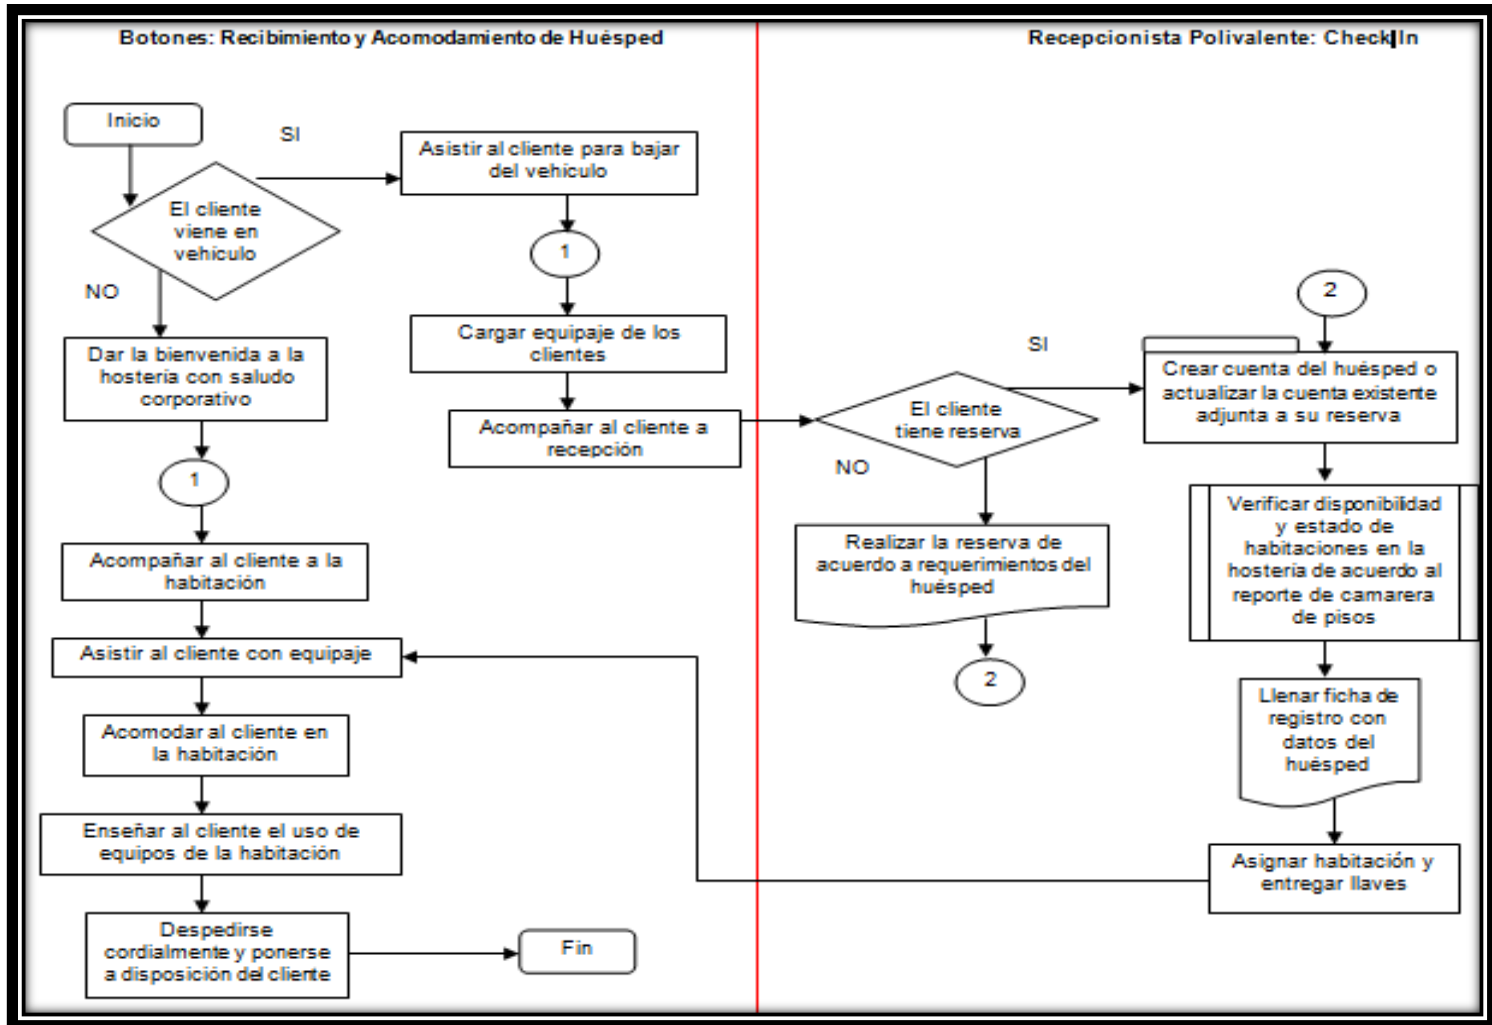 Botones: Recibimiento y Acomodamiento de Huésped
Inicio
SI
Asistir al cliente para bajar
del vehículo
El cliente
viene en
vehículo
1
NO
Cargar equipaje de los
clientes
Dar la bienvenida a la
hostería con saludo
corporativo
Acompañar al cliente a
recepción
1
Acompañar al cliente a la
habitación
Asistir al cliente con equipaje
Acomodar al cliente en
la habitación
Enseñar al cliente el uso de
equipos de la habitación
Despedirse
cordialmente y ponerse
a disposición del cliente
Fin
Recepcionista Polivalente: Check In
2
SI
Crear cuenta del huésped o
actualizar la cuenta existente
adjunta a su reserva
El cliente
tiene reserva
NO
Realizar la reserva de
acuerdo a requerimientos del
huésped
2
Verificar disponibilidad
y estado de
habitaciones en la
hostería de acuerdo al
reporte de camarera
de pisos
Llenar ficha de
registro con
datos del
huésped
Asignar habitación y
entregar llaves